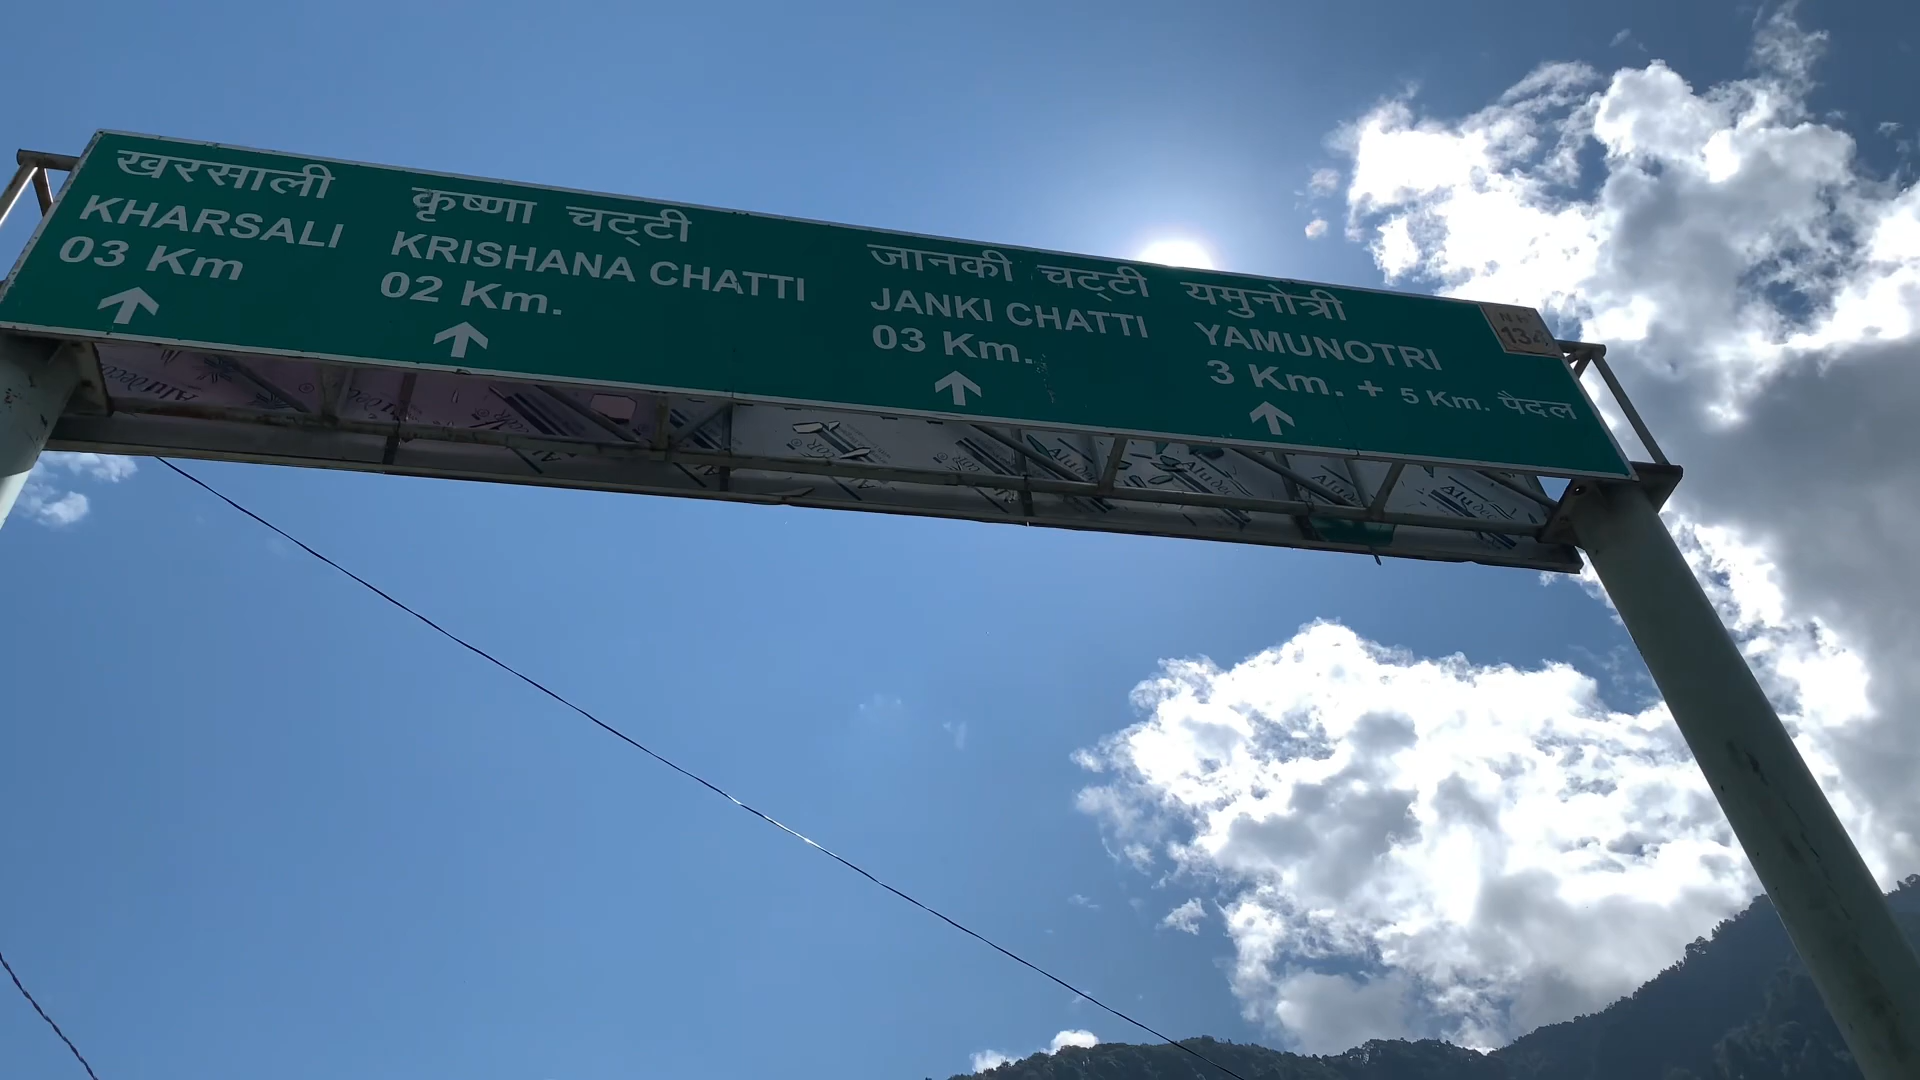 खरसाली
KHARSALI
03 Km
कृष्णा चट्टी
KRISHANA CHATTI
02 Km.
जानकी चट्टी
JANKI CHATTI
03 Km.
यमुनोत्री
YAMUNOTRI
3 Km. + 5 Km. पैदल
134